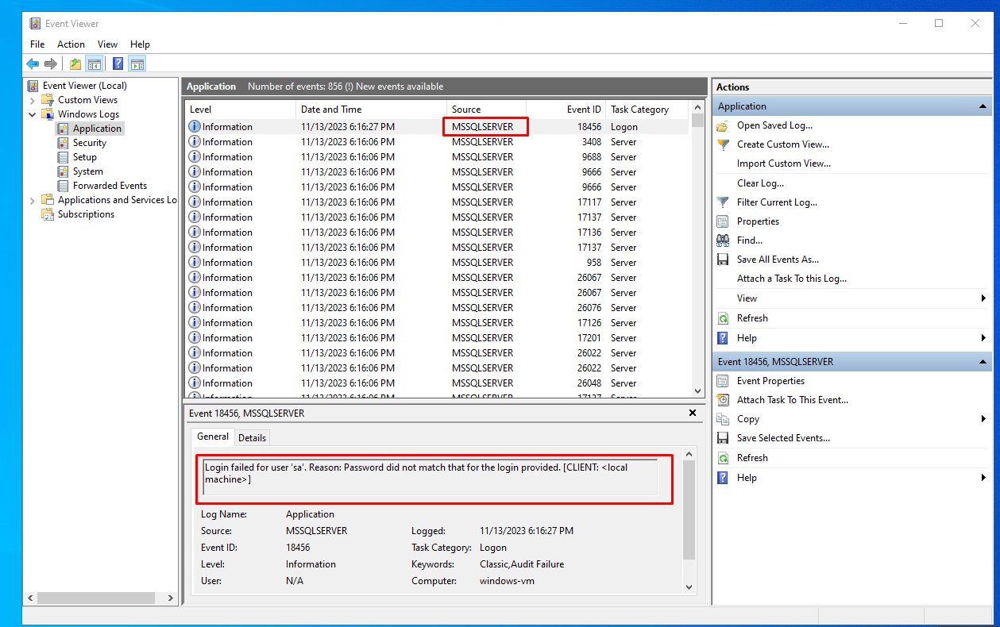 Event Viewer
File Action View Help
Event Viewer (Local)
Custom Views
Windows Logs
Application
Security
Setup
System
Forwarded Events
Applications and Services Lo
Subscriptions
Application Number of events: 856 (!) New events available
Level Date and Time Source Event ID Task Category
Information 11/13/2023 6:16:27 PM MSSQLSERVER 18456 Logon
Information 11/13/2023 6:16:06 PM MSSQLSERVER 3408 Server
Information 11/13/2023 6:16:06 PM MSSQLSERVER 9688 Server
Information 11/13/2023 6:16:06 PM MSSQLSERVER 9666 Server
Information 11/13/2023 6:16:06 PM MSSQLSERVER 9666 Server
Information 11/13/2023 6:16:06 PM MSSQLSERVER 17117 Server
Information 11/13/2023 6:16:06 PM MSSQLSERVER 17137 Server
Information 11/13/2023 6:16:06 PM MSSQLSERVER 17136 Server
Information 11/13/2023 6:16:06 PM MSSQLSERVER 17137 Server
Information 11/13/2023 6:16:06 PM MSSQLSERVER 958 Server
Information 11/13/2023 6:16:06 PM MSSQLSERVER 26067 Server
Information 11/13/2023 6:16:06 PM MSSQLSERVER 26067 Server
Information 11/13/2023 6:16:06 PM MSSQLSERVER 26076 Server
Information 11/13/2023 6:16:06 PM MSSQLSERVER 17126 Server
Information 11/13/2023 6:16:06 PM MSSQLSERVER 17201 Server
Information 11/13/2023 6:16:06 PM MSSQLSERVER 26022 Server
Information 11/13/2023 6:16:06 PM MSSQLSERVER 26022 Server
Information 11/13/2023 6:16:06 PM MSSQLSERVER 26048 Server
Information 11/13/2023 6:16:06 PM MSSQLSERVER 17137 Server
Event 18456, MSSQLSERVER
General Details
Login failed for user 'sa'. Reason: Password did not match that for the login provided. [CLIENT: <local
machine>]
Log Name: Application
Source: MSSQLSERVER Logged: 11/13/2023 6:16:27 PM
Event ID: 18456 Task Category: Logon
Level: Information Keywords: Classic,Audit Failure
User: N/A Computer: windows-vm
Actions
Application
Open Saved Log...
Create Custom View...
Import Custom View...
Clear Log...
Filter Current Log...
Properties
Find...
Save All Events As...
Attach a Task To this Log...
View
Refresh
Help
Event 18456, MSSQLSERVER
Event Properties
Attach Task To This Event...
Copy
Save Selected Events...
Refresh
Help